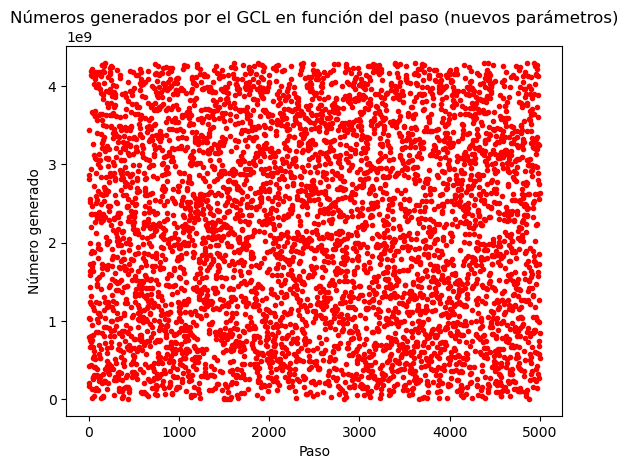 Números generados por el GCL en función del paso (nuevos parámetros)
1e9
4
3
2
1
0
Número generado
0 1000 2000 3000 4000 5000
Paso